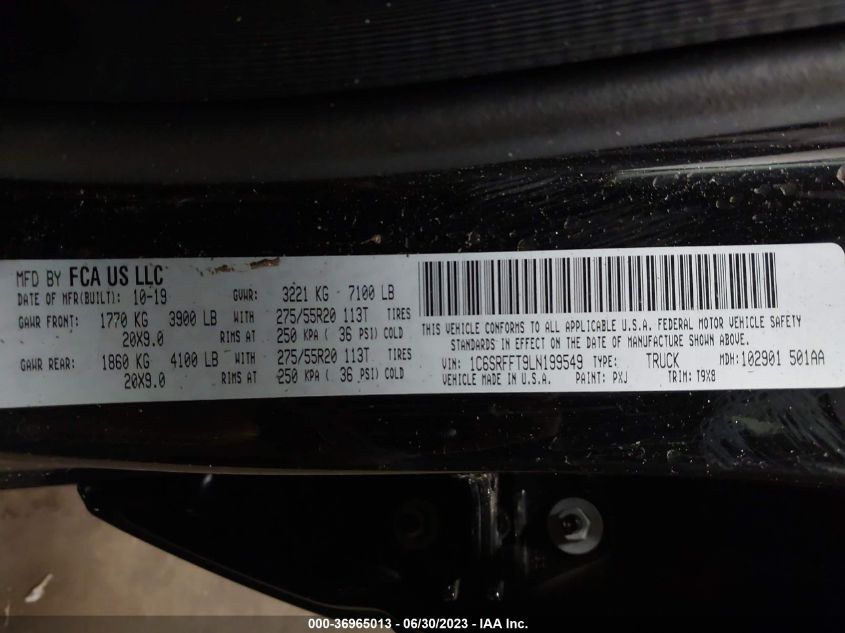 MFD BY FCA US LLC
DATE OF MFR(BUILT): 10-19 GVWR: 3221 KG - 7100 LB
GAWR FRONT: 1770 KG 3900 LB WITH 275/55R20 113T TIRES
20X9.0 RIMS AT 250 KPA ( 36 PSI) COLD
GAWR REAR: 1860 KG 4100 LB WITH 275/55R20 113T TIRES
20X9.0 RIMS AT 250 KPA ( 36 PSI) COLD
THIS VEHICLE CONFORMS TO ALL APPLICABLE U.S.A. FEDERAL MOTOR VEHICLE SAFETY
STANDARDS IN EFFECT ON THE DATE OF MANUFACTURE SHOWN ABOVE.
VIN: 1C6SRFFT9LN199549 TYPE: TRUCK MDH: 102901 501AA
VEHICLE MADE IN U.S.A. PAINT: PXJ TRIM: T9X8
000-36965013 - 06/30/2023 - IAA Inc.